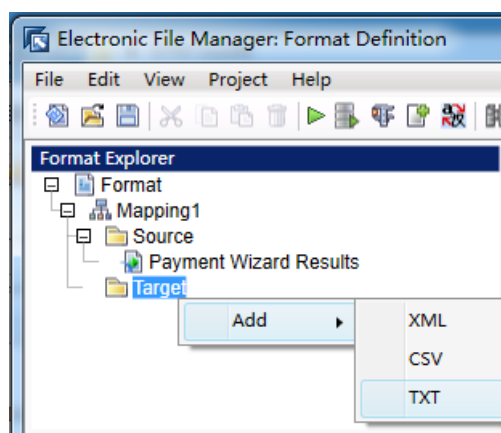 Electronic File Manager: Format Definition
File Edit View Project Help
Format Explorer
Format
Mapping1
Source
Payment Wizard Results
Target
Add
XML
CSV
TXT